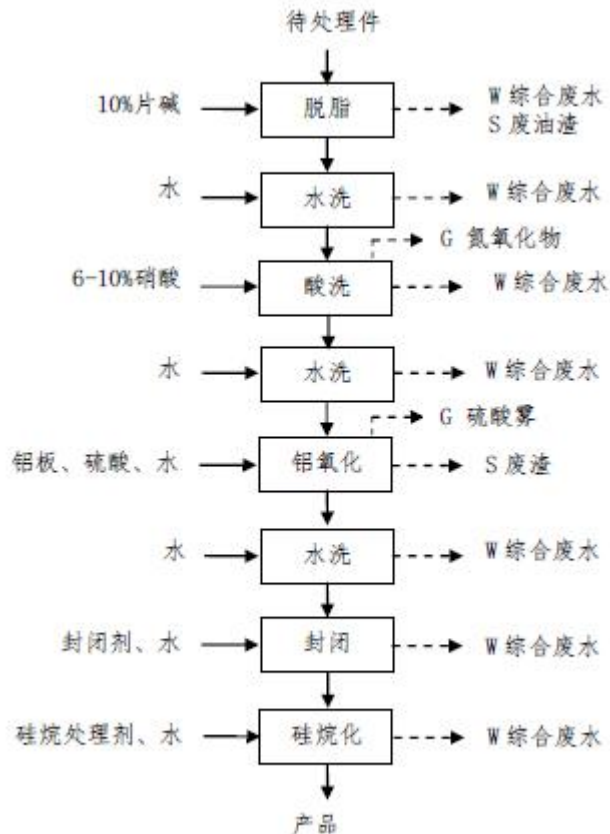 待处理件
10%片碱
脱脂
W 综合废水
S 废油渣
水
水洗
W 综合废水
G 氮氧化物
6-10%硝酸
酸洗
W 综合废水
水
水洗
W 综合废水
G 硫酸雾
铝板、硫酸、水
铝氧化
S 废渣
水
水洗
W 综合废水
封闭剂、水
封闭
W 综合废水
硅烷处理剂、水
硅烷化
W 综合废水
产品